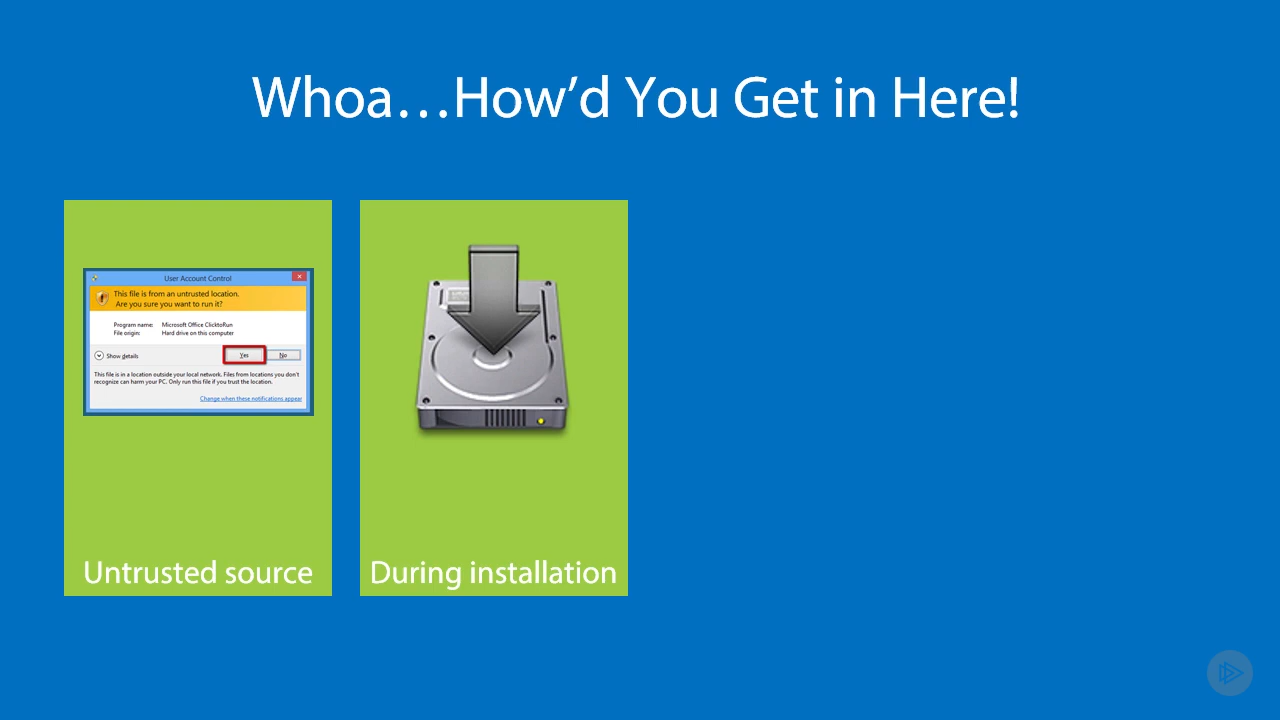 Whoa…How’d You Get in Here!
User Account Control
This file is from an untrusted location.
Are you sure you want to run it?
Program name: Microsoft Office ClicktoRun
File origin: Hard drive on this computer
Show details
Yes
No
This file is in a location outside your local network. Files from locations you don't
recognize can harm your PC. Only run this file if you trust the location.
Change when these notifications appear
Untrusted source
During installation